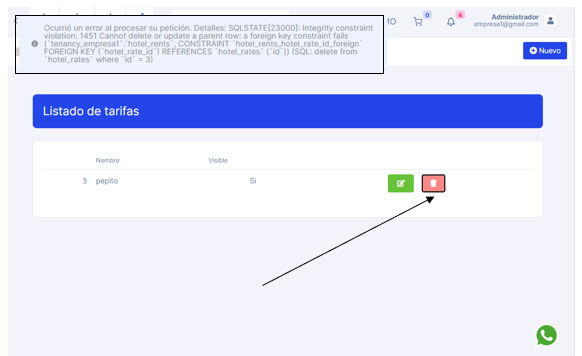 Ocurrió un error al procesar su petición. Detalles: SQLSTATE[23000]: Integrity constraint
violation: 1451 Cannot delete or update a parent row: a foreign key constraint fails
(`tenancy_empresa1`.`hotel_rents`, CONSTRAINT `hotel_rents_hotel_rate_id_foreign`
FOREIGN KEY (`hotel_rate_id`) REFERENCES `hotel_rates` (`id`)) (SQL: delete from
`hotel_rates` where `id` = 3)
MO
0
4
Administrador
empresa1@gmail.com
Nuevo
Listado de tarifas
Nombre Visible
3 pepito Si